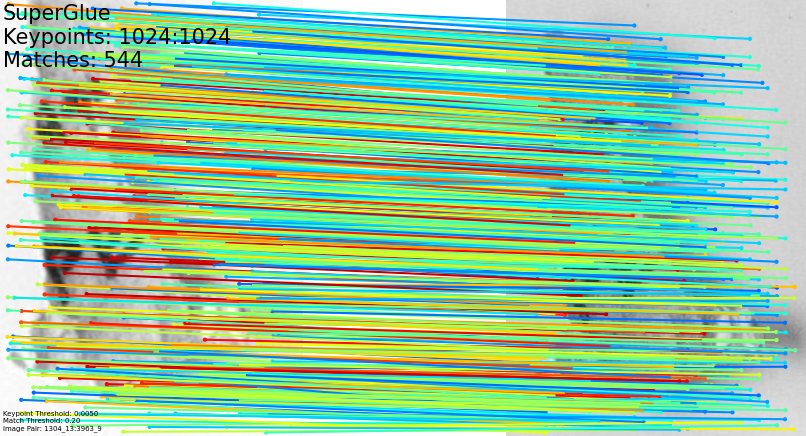 SuperGlue
Keypoints: 1024:1024
Matches: 544
Keypoint Threshold: 0.0050
Match Threshold: 0.20
Image Pair: 1304_13:3963_9